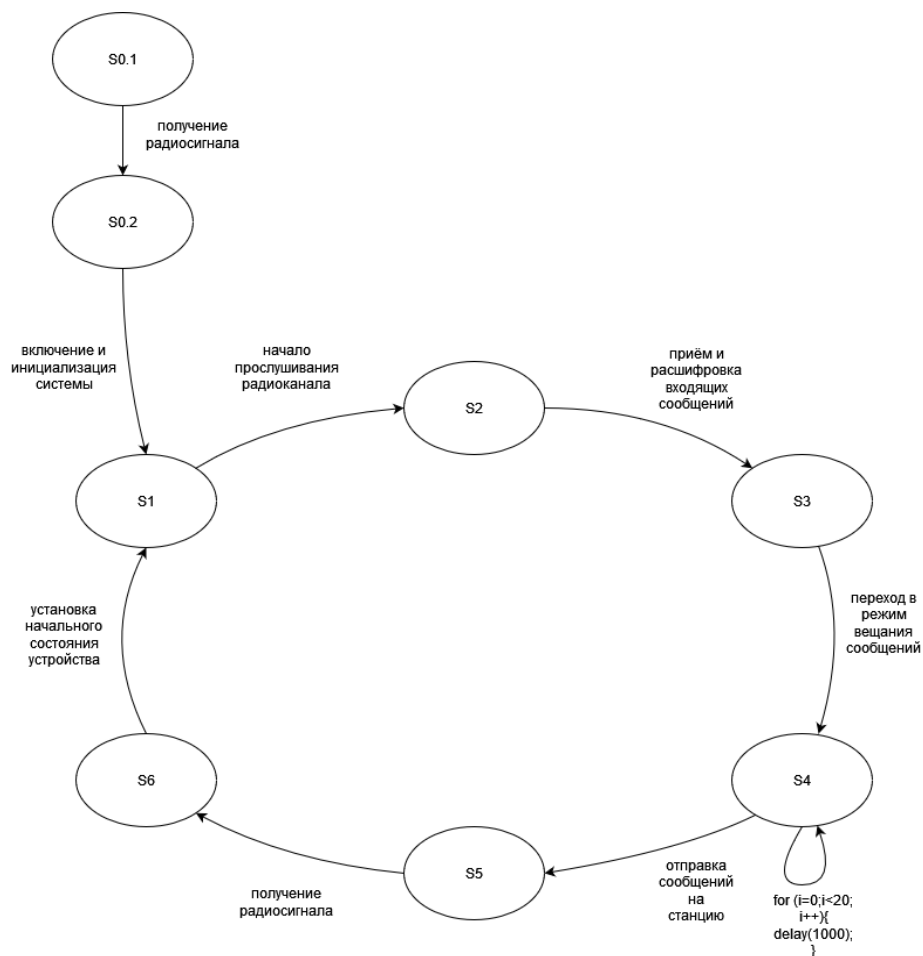 S0.1
получение
радиосигнала
S0.2
включение и
инициализация
системы
начало
прослушивания
радиоканала
S2
приём и
расшифровка
входящих
сообщений
S1
S3
установка
начального
состояния
устройства
переход в
режим
вещания
сообщений
S6
S4
S5
получение
радиосигнала
отправка
сообщений
на
станцию
for (i=0;i<20;
i++){
delay(1000);
}